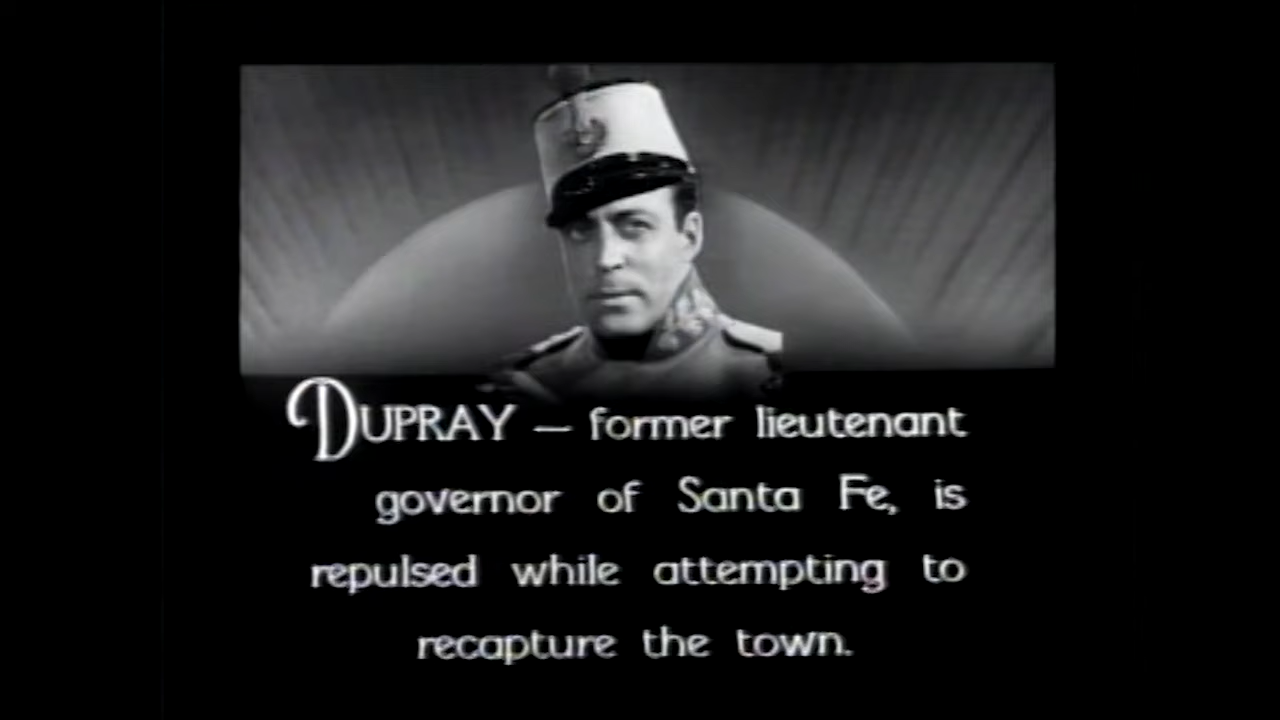 DUPRAY — former lieutenant
governor of Santa Fe, is
repulsed while attempting to
recapture the town.